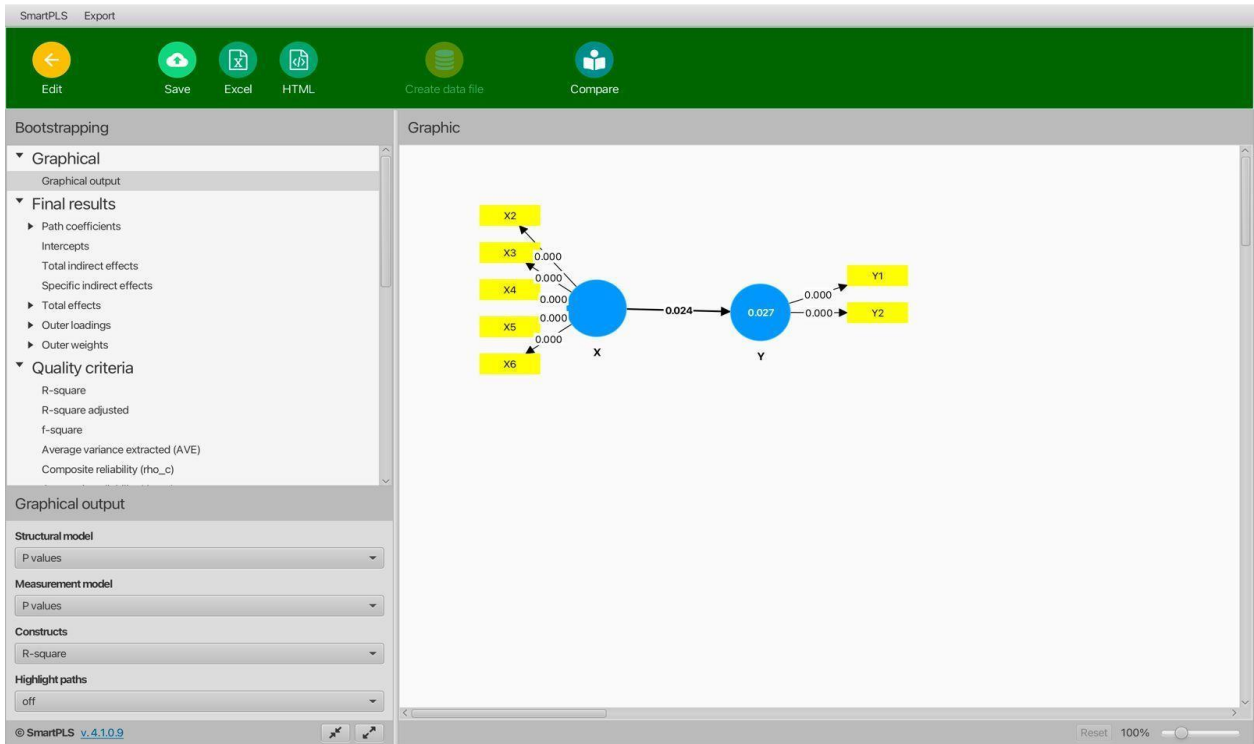 SmartPLS Export
Edit Save Excel HTML Create data file Compare
Bootstrapping
Graphical
Graphical output
Final results
Path coefficients
Intercepts
Total indirect effects
Specific indirect effects
Total effects
Outer loadings
Outer weights
Quality criteria
R-square
R-square adjusted
f-square
Average variance extracted (AVE)
Composite reliability (rho_c)
Graphical output
Structural model
P values
Measurement model
P values
Constructs
R-square
Highlight paths
off
© SmartPLS v. 4.1.0.9
Graphic
X2
X3 0.000
0.000
X4 0.000
0.000
X5
0.000
X6
X
0.024
0.027
Y
0.000
0.000
Y1
Y2
Reset 100%